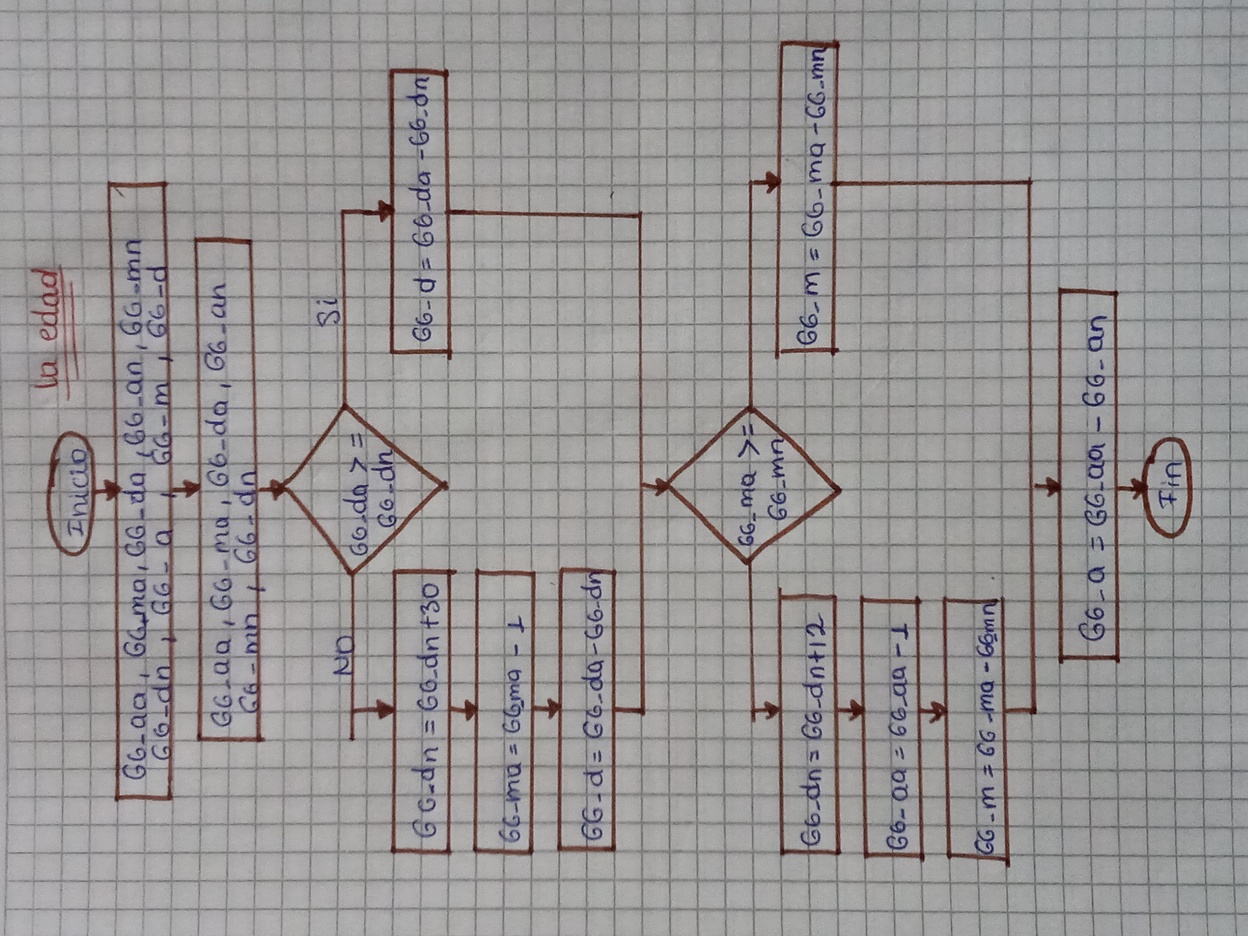 la edad
Inicio
GG_aa, GG_ma, GG_da, GG_an, GG_mn
GG_dn, GG_a, GG_m, GG_d
GG_aa, GG_ma, GG_da, GG_an
GG_mn, GG_dn
GG_da >=
GG_dn
NO
Si
GG_dn = GG_dn+30
GG_ma = GG_ma - 1
GG_d = GG_da - GG_dn
GG_d = GG_da - GG_dn
GG_ma >=
GG_mn
GG_dn = GG_dn+12
GG_aa = GG_aa - 1
GG_m = GG_ma - GG_mn
GG_m = GG_ma - GG_mn
GG_a = GG_aa - GG_an
Fin